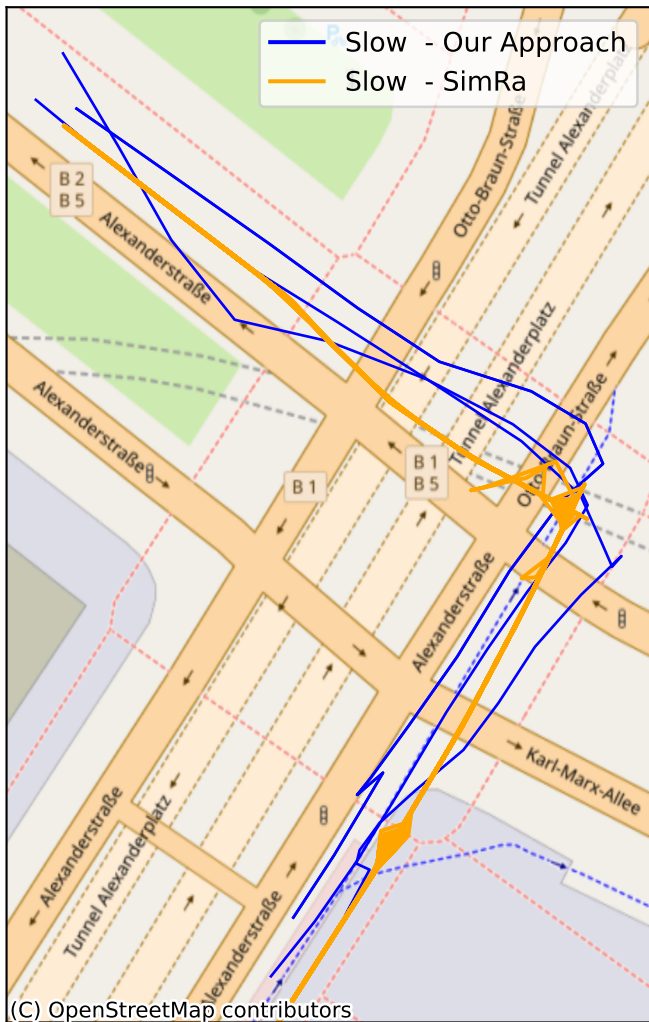 Slow - Our Approach
Slow - SimRa
Otto-Braun-Straße
Tunnel Alexanderplatz
B 2
B 5
Alexanderstraße
Tunnel Alexanderplatz
Otto-Braun-Straße
Alexanderstraße
B 1
B 5
B 1
Alexanderstraße
Karl-Marx-Allee
Alexanderstraße
Tunnel Alexanderplatz
Alexanderstraße
(C) OpenStreetMap contributors